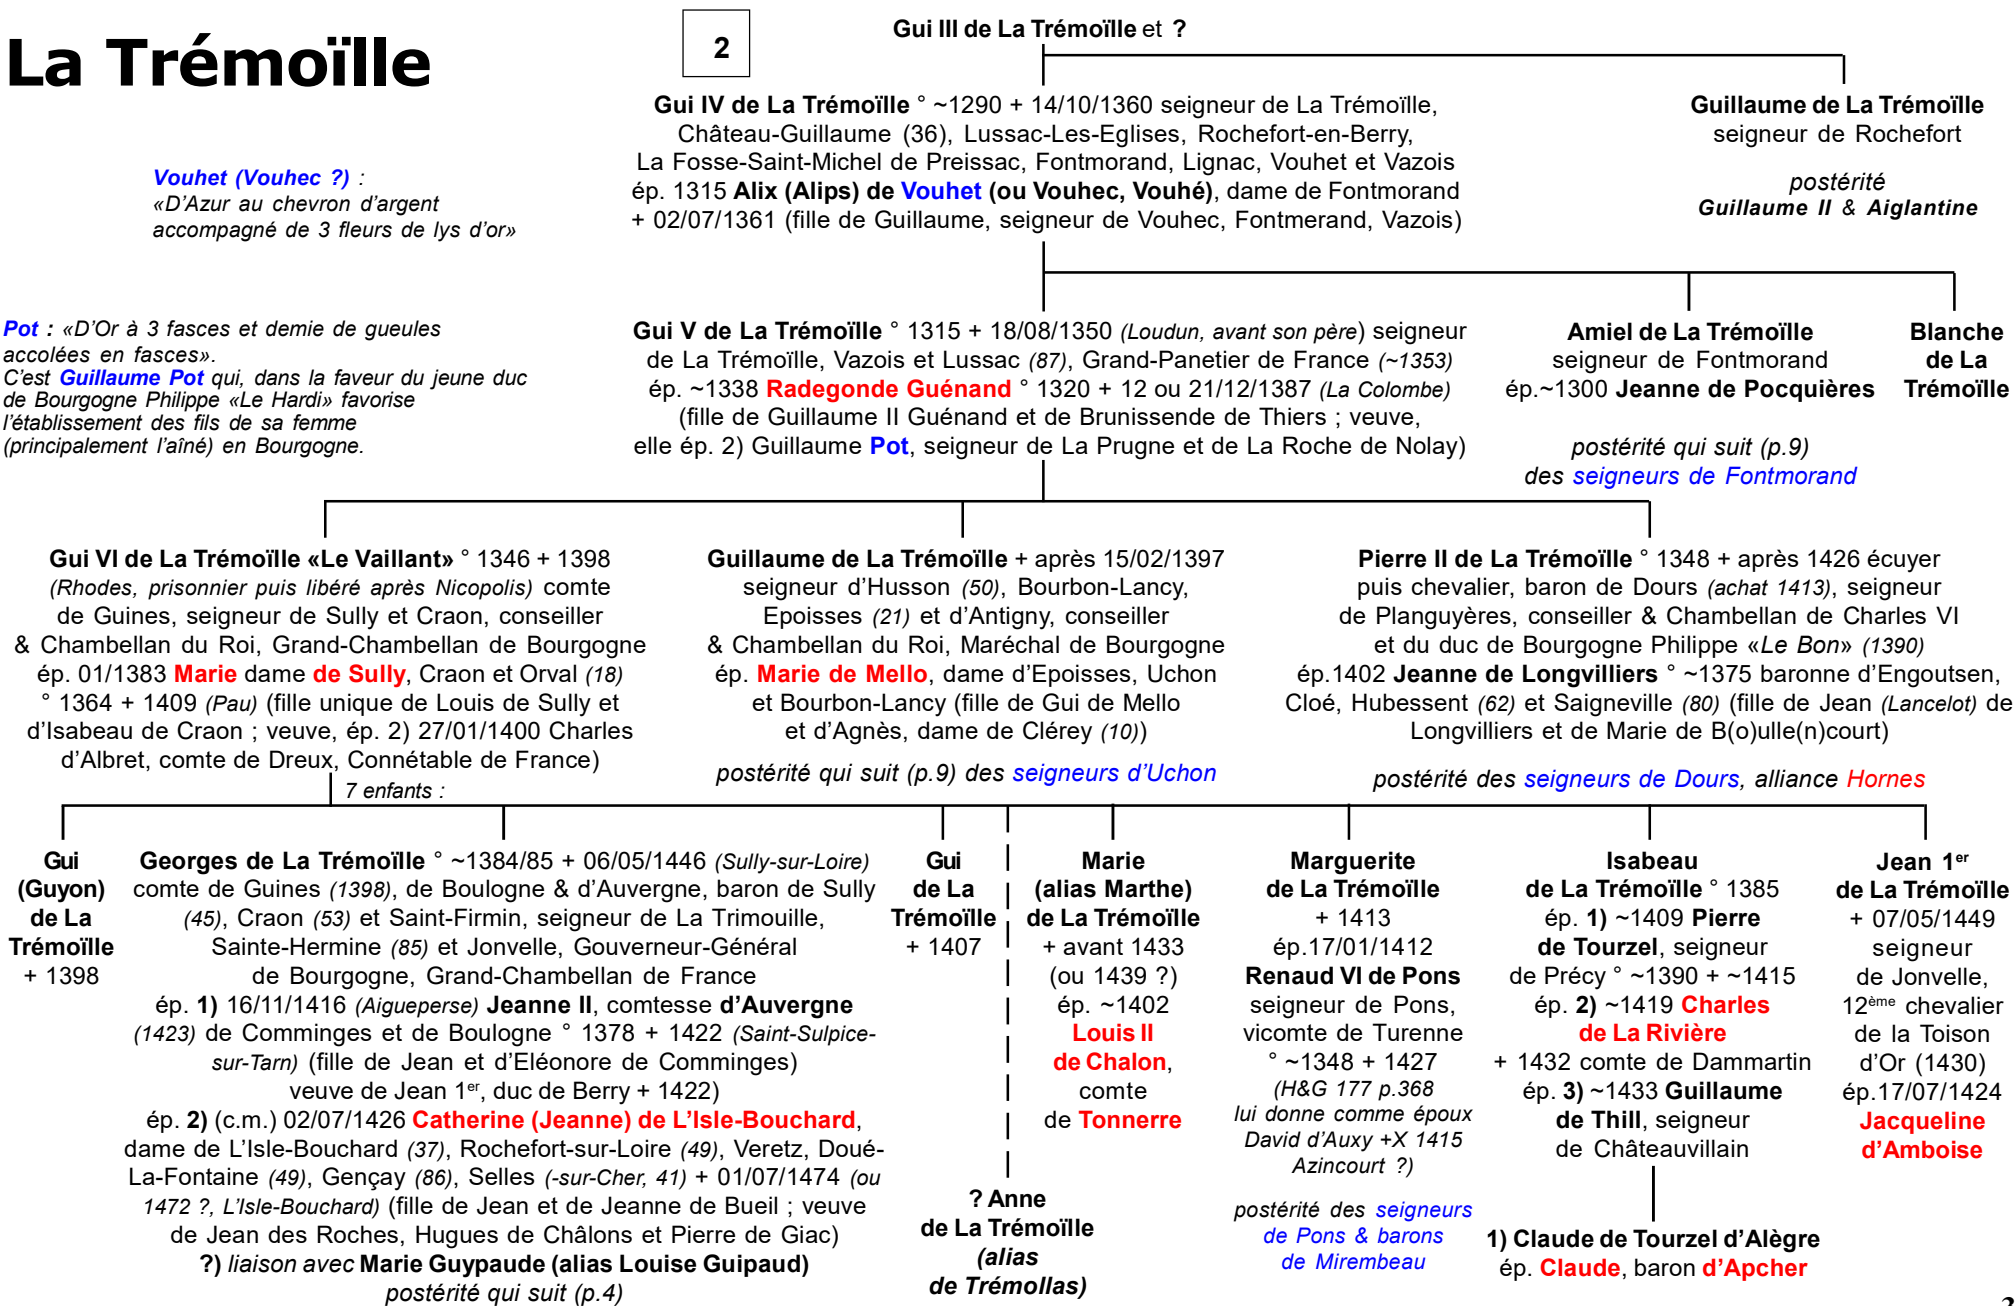 La Trémoïlle
2
Gui III de La Trémoïlle et ?
Gui IV de La Trémoïlle ° ~1290 + 14/10/1360 seigneur de La Trémoïlle,
Château-Guillaume (36), Lussac-Les-Eglises, Rochefort-en-Berry,
La Fosse-Saint-Michel de Preissac, Fontmorand, Lignac, Vouhet et Vazois
ép. 1315 Alix (Alips) de Vouhet (ou Vouhec, Vouhé), dame de Fontmorand
+ 02/07/1361 (fille de Guillaume, seigneur de Vouhec, Fontmerand, Vazois)
Guillaume de La Trémoïlle
seigneur de Rochefort
postérité
Guillaume II & Aiglantine
Vouhet (Vouhec ?) :
«D'Azur au chevron d'argent
accompagné de 3 fleurs de lys d'or»
Pot : «D'Or à 3 fasces et demie de gueules
accolées en fasces».
C'est Guillaume Pot qui, dans la faveur du jeune duc
de Bourgogne Philippe «Le Hardi» favorise
l'établissement des fils de sa femme
(principalement l'aîné) en Bourgogne.
Gui V de La Trémoïlle ° 1315 + 18/08/1350 (Loudun, avant son père) seigneur
de La Trémoïlle, Vazois et Lussac (87), Grand-Panetier de France (~1353)
ép. ~1338 Radegonde Guénand ° 1320 + 12 ou 21/12/1387 (La Colombe)
(fille de Guillaume II Guénand et de Brunissende de Thiers ; veuve,
elle ép. 2) Guillaume Pot, seigneur de La Prugne et de La Roche de Nolay)
Amiel de La Trémoïlle
seigneur de Fontmorand
ép.~1300 Jeanne de Pocquières
postérité qui suit (p.9)
des seigneurs de Fontmorand
Blanche
de La
Trémoïlle
Gui VI de La Trémoïlle «Le Vaillant» ° 1346 + 1398
(Rhodes, prisonnier puis libéré après Nicopolis) comte
de Guines, seigneur de Sully et Craon, conseiller
& Chambellan du Roi, Grand-Chambellan de Bourgogne
ép. 01/1383 Marie dame de Sully, Craon et Orval (18)
° 1364 + 1409 (Pau) (fille unique de Louis de Sully et
d'Isabeau de Craon ; veuve, ép. 2) 27/01/1400 Charles
d'Albret, comte de Dreux, Connétable de France)
7 enfants :
Guillaume de La Trémoïlle + après 15/02/1397
seigneur d'Husson (50), Bourbon-Lancy,
Epoisses (21) et d'Antigny, conseiller
& Chambellan du Roi, Maréchal de Bourgogne
ép. Marie de Mello, dame d'Epoisses, Uchon
et Bourbon-Lancy (fille de Gui de Mello
et d'Agnès, dame de Clérey (10))
postérité qui suit (p.9) des seigneurs d'Uchon
Pierre II de La Trémoïlle ° 1348 + après 1426 écuyer
puis chevalier, baron de Dours (achat 1413), seigneur
de Planguyères, conseiller & Chambellan de Charles VI
et du duc de Bourgogne Philippe «Le Bon» (1390)
ép.1402 Jeanne de Longvilliers ° ~1375 baronne d'Engoutsen,
Cloé, Hubessent (62) et Saigneville (80) (fille de Jean (Lancelot) de
Longvilliers et de Marie de B(o)ulle(n)court)
postérité des seigneurs de Dours, alliance Hornes
Gui
(Guyon)
de La
Trémoïlle
+ 1398
Georges de La Trémoïlle ° ~1384/85 + 06/05/1446 (Sully-sur-Loire)
comte de Guines (1398), de Boulogne & d'Auvergne, baron de Sully
(45), Craon (53) et Saint-Firmin, seigneur de La Trimouille,
Sainte-Hermine (85) et Jonvelle, Gouverneur-Général
de Bourgogne, Grand-Chambellan de France
ép. 1) 16/11/1416 (Aigueperse) Jeanne II, comtesse d'Auvergne
(1423) de Comminges et de Boulogne ° 1378 + 1422 (Saint-Sulpice-
sur-Tarn) (fille de Jean et d'Eléonore de Comminges)
veuve de Jean 1er, duc de Berry + 1422)
ép. 2) (c.m.) 02/07/1426 Catherine (Jeanne) de L'Isle-Bouchard,
dame de L'Isle-Bouchard (37), Rochefort-sur-Loire (49), Veretz, Doué-
La-Fontaine (49), Gençay (86), Selles (-sur-Cher, 41) + 01/07/1474 (ou
1472 ?, L'Isle-Bouchard) (fille de Jean et de Jeanne de Bueil ; veuve
de Jean des Roches, Hugues de Châlons et Pierre de Giac)
?) liaison avec Marie Guypaude (alias Louise Guipaud)
postérité qui suit (p.4)
Gui
de La
Trémoïlle
+ 1407
? Anne
de La Trémoïlle
(alias
de Trémollas)
Marie
(alias Marthe)
de La Trémoïlle
+ avant 1433
(ou 1439 ?)
ép. ~1402
Louis II
de Chalon,
comte
de Tonnerre
Marguerite
de La Trémoïlle
+ 1413
ép.17/01/1412
Renaud VI de Pons
seigneur de Pons,
vicomte de Turenne
° ~1348 + 1427
(H&G 177 p.368
lui donne comme époux
David d'Auxy +X 1415
Azincourt ?)
postérité des seigneurs
de Pons & barons
de Mirembeau
Isabeau
de La Trémoïlle ° 1385
ép. 1) ~1409 Pierre
de Tourzel, seigneur
de Précy ° ~1390 + ~1415
ép. 2) ~1419 Charles
de La Rivière
+ 1432 comte de Dammartin
ép. 3) ~1433 Guillaume
de Thill, seigneur
de Châteauvillain
1) Claude de Tourzel d'Alègre
ép. Claude, baron d'Apcher
Jean 1er
de La Trémoïlle
+ 07/05/1449
seigneur
de Jonvelle,
12ème chevalier
de la Toison
d'Or (1430)
ép.17/07/1424
Jacqueline
d'Amboise